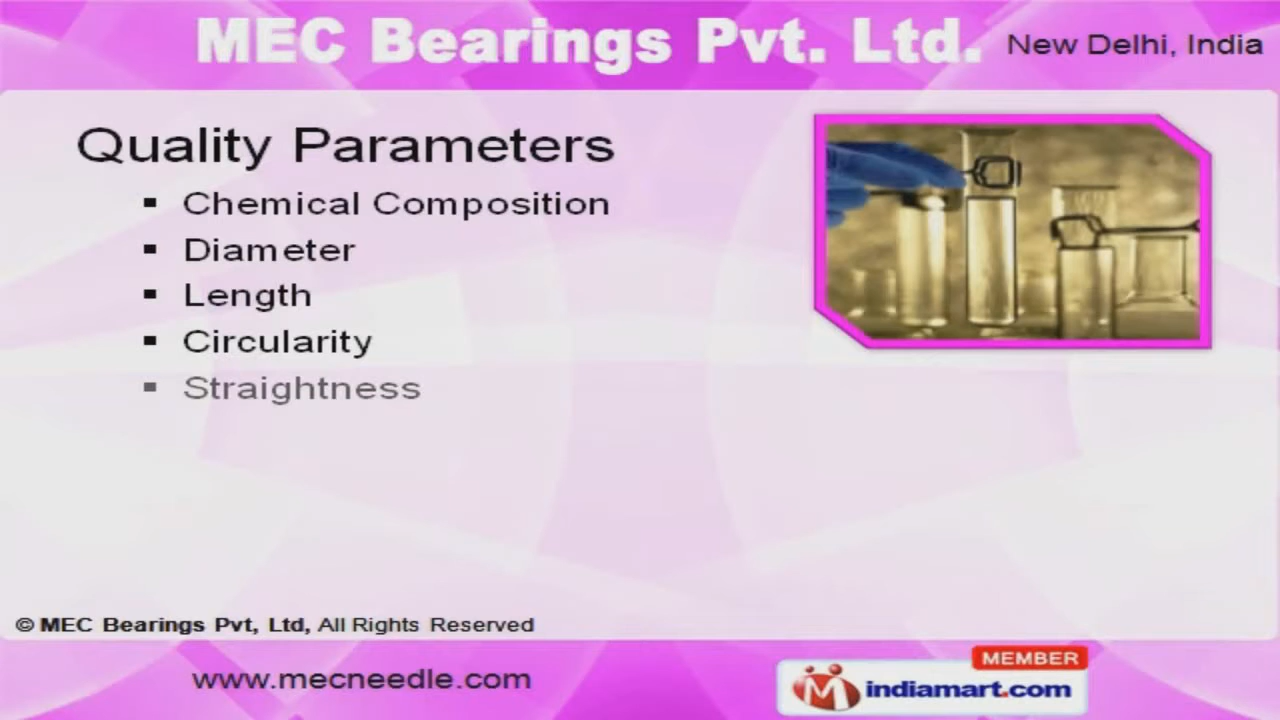 MEC Bearings Pvt. Ltd. New Delhi, India
Quality Parameters
▪ Chemical Composition
▪ Diameter
▪ Length
▪ Circularity
▪ Straightness
© MEC Bearings Pvt, Ltd, All Rights Reserved
www.mecneedle.com
MEMBER
indiamart.com